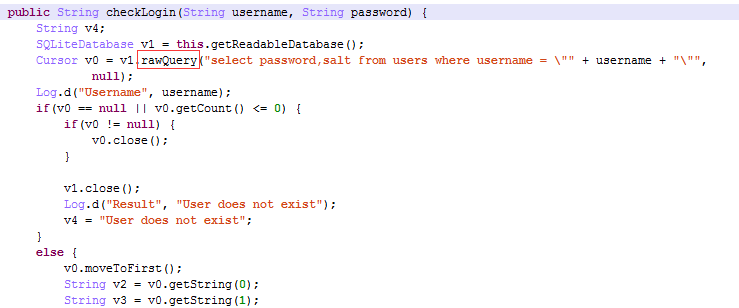 public String checkLogin(String username, String password) {
String v4;
SQLiteDatabase v1 = this.getReadableDatabase();
Cursor v0 = v1.rawQuery("select password,salt from users where username = \"" + username + "\"",
null);
Log.d("Username", username);
if(v0 == null || v0.getCount() <= 0) {
if(v0 != null) {
v0.close();
}
v1.close();
Log.d("Result", "User does not exist");
v4 = "User does not exist";
}
else {
v0.moveToFirst();
String v2 = v0.getString(0);
String v3 = v0.getString(1);